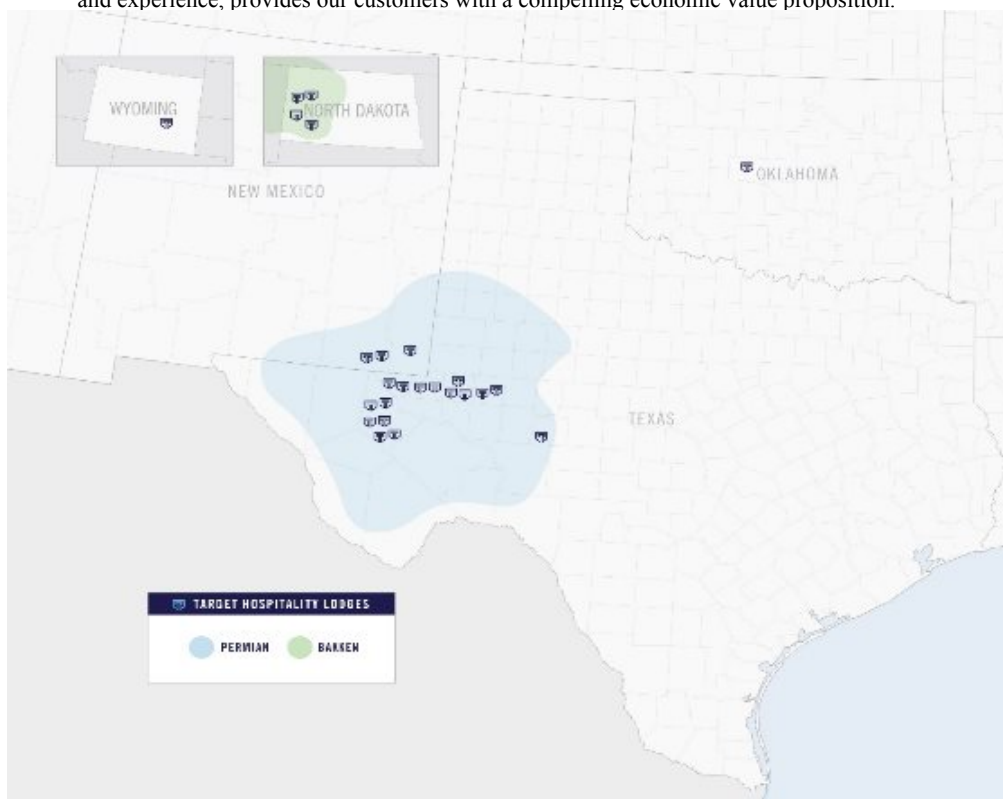 and experience, provides our customers with a compelling economic value proposition.
WYOMING
NORTH DAKOTA
NEW MEXICO
OKLAHOMA
TEXAS
TARGET HOSPITALITY LODGES
PERMIAN
BAKKEN